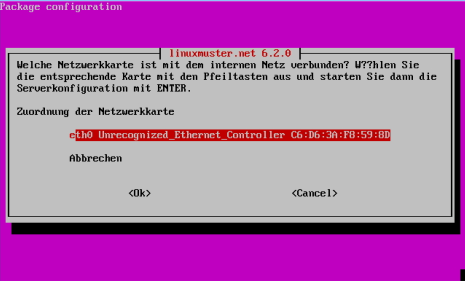 Package configuration
linuxmuster.net 6.2.0
Welche Netzwerkkarte ist mit dem internen Netz verbunden? W??hlen Sie
die entsprechende Karte mit den Pfeiltasten aus und starten Sie dann die
Serverkonfiguration mit ENTER.
Zuordnung der Netzwerkkarte
eth0 Unrecognized_Ethernet_Controller C6:D6:3A:F8:59:8D
Abbrechen
<Ok> <Cancel>